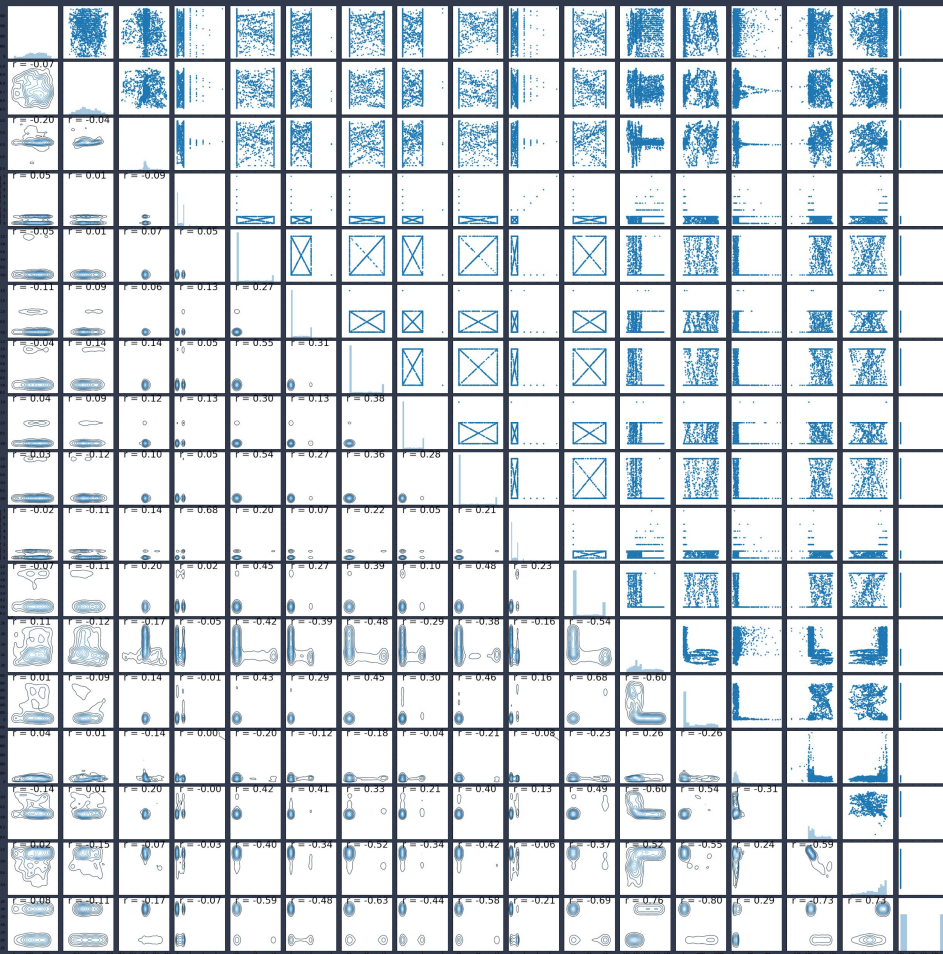 r = -0.07
r = -0.20 r = -0.04
r = 0.05 r = 0.01 r = -0.09
r = -0.05 r = 0.01 r = 0.07 r = 0.05
r = -0.11 r = 0.09 r = 0.06 r = 0.13 r = 0.27
r = -0.04 r = 0.14 r = 0.14 r = 0.05 r = 0.55 r = 0.31
r = 0.04 r = 0.09 r = 0.12 r = 0.13 r = 0.30 r = 0.13 r = 0.38
r = 0.03 r = -0.12 r = 0.10 r = 0.05 r = 0.54 r = 0.27 r = 0.36 r = 0.28
r = -0.02 r = -0.11 r = 0.14 r = 0.68 r = 0.20 r = 0.07 r = 0.22 r = 0.05 r = 0.21
r = -0.07 r = -0.11 r = 0.20 r = 0.02 r = 0.45 r = 0.27 r = 0.39 r = 0.10 r = 0.48 r = 0.23
r = 0.11 r = -0.12 r = -0.17 r = -0.05 r = -0.42 r = -0.39 r = -0.48 r = -0.29 r = -0.38 r = -0.16 r = -0.54
r = 0.01 r = -0.09 r = 0.14 r = -0.01 r = 0.43 r = 0.29 r = 0.45 r = 0.30 r = 0.46 r = 0.16 r = 0.68 r = -0.60
r = 0.04 r = 0.01 r = -0.14 r = 0.00 r = -0.20 r = -0.12 r = -0.18 r = -0.04 r = -0.21 r = -0.08 r = -0.23 r = 0.26 r = -0.26
r = -0.14 r = 0.01 r = 0.20 r = -0.00 r = 0.42 r = 0.41 r = 0.33 r = 0.21 r = 0.40 r = 0.13 r = 0.49 r = -0.60 r = 0.54 r = -0.31
r = 0.02 r = -0.15 r = -0.07 r = -0.03 r = -0.40 r = -0.34 r = -0.52 r = -0.34 r = -0.42 r = -0.06 r = -0.37 r = 0.52 r = -0.55 r = 0.24 r = -0.59
r = 0.08 r = -0.11 r = -0.17 r = -0.07 r = -0.59 r = -0.48 r = -0.63 r = -0.44 r = -0.58 r = -0.21 r = -0.69 r = 0.76 r = -0.80 r = 0.29 r = -0.73 r = 0.73